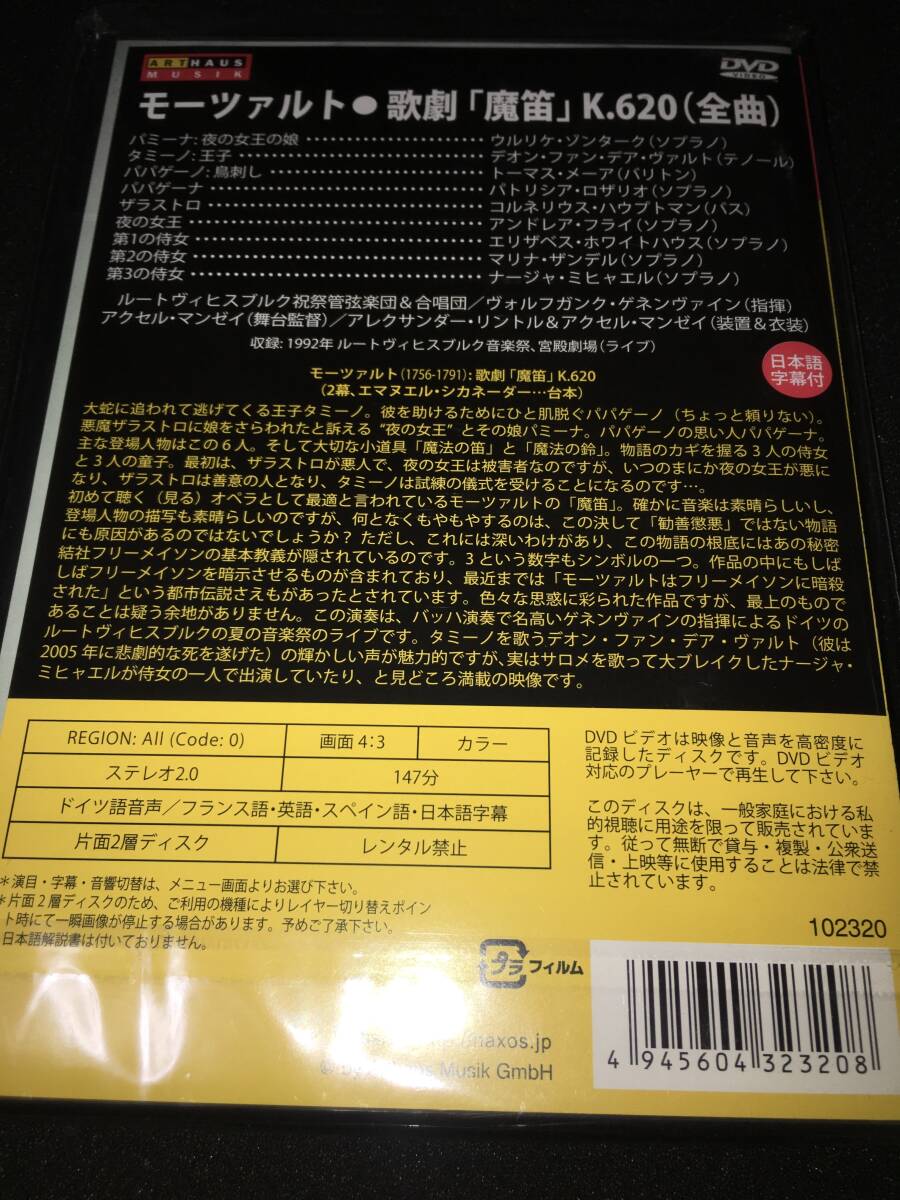 ARTHAUS
MUSIK
DVD
VIDEO
モーツァルト●歌劇「魔笛」K.620(全曲)
パミーナ:夜の女王の娘 ……………… ウルリケ・ゾンターク(ソプラノ)
タミーノ:王子 ……………… デオン・ファン・デア・ヴァルト(テノール)
パパゲーノ:鳥刺し ……………… トーマス・メーア(バリトン)
パパゲーナ ……………… パトリシア・ロザリオ(ソプラノ)
ザラストロ ……………… コルネリウス・ハウプトマン(バス)
夜の女王 ……………… アンドレア・フライ(ソプラノ)
第1の侍女 ……………… エリザベス・ホワイトハウス(ソプラノ)
第2の侍女 ……………… マリナ・ザンデル(ソプラノ)
第3の侍女 ……………… ナージャ・ミヒャエル(ソプラノ)
ルートヴィヒスブルク祝祭管弦楽団&合唱団/ヴォルフガンク・ゲネンヴァイン(指揮)
アクセル・マンゼイ(舞台監督)/アレクサンダー・リントル&アクセル・マンゼイ(装置&衣装)
収録:1992年 ルートヴィヒスブルク音楽祭、宮殿劇場(ライブ)
日本語
字幕付
モーツァルト(1756-1791):歌劇「魔笛」K.620
(2幕、エマヌエル・シカネーダー…台本)
大蛇に追われて逃げてくる王子タミーノ。彼を助けるためにひと肌脱ぐパパゲーノ(ちょっと頼りない)。
悪魔ザラストロに娘をさらわれたと訴える“夜の女王”とその娘パミーナ。パパゲーノの思い人パパゲーナ。
主な登場人物はこの6人。そして大切な小道具「魔法の笛」と「魔法の鈴」。物語のカギを握る3人の侍女
と3人の童子。最初は、ザラストロが悪人で、夜の女王は被害者なのですが、いつのまにか夜の女王が悪に
なり、ザラストロは善意の人となり、タミーノは試練の儀式を受けることになるのです…。
初めて聴く(見る)オペラとして最適と言われているモーツァルトの「魔笛」。確かに音楽は素晴らしいし、
登場人物の描写も素晴らしいのですが、何となくもやもやするのは、この決して「勧善懲悪」ではない物語
にも原因があるのではないでしょうか?ただし、これには深いわけがあり、この物語の根底にはあの秘密
結社フリーメイソンの基本教義が隠されているのです。3という数字もシンボルの一つ。作品の中にもしば
しばフリーメイソンを暗示させるものが含まれており、最近までは「モーツァルトはフリーメイソンに暗殺
された」という都市伝説さえもがあったとされています。色々な思惑に彩られた作品ですが、最上のもので
あることは疑う余地がありません。この演奏は、バッハ演奏で名高いゲネンヴァインの指揮によるドイツの
ルートヴィヒスブルクの夏の音楽祭のライブです。タミーノを歌うデオン・ファン・デア・ヴァルト(彼は
2005年に悲劇的な死を遂げた)の輝かしい声が魅力的ですが、実はサロメを歌って大ブレイクしたナージャ・
ミヒャエルが侍女の一人で出演していたり、と見どころ満載の映像です。
REGION: All (Code: 0) 画面 4:3 カラー
ステレオ2.0 147分
ドイツ語音声/フランス語・英語・スペイン語・日本語字幕
片面2層ディスク レンタル禁止
DVDビデオは映像と音声を高密度に
記録したディスクです。DVDビデオ
対応のプレーヤーで再生して下さい。
このディスクは、一般家庭における私
的視聴に用途を限って販売されていま
す。従って無断で貸与・複製・公衆送
信・上映等に使用することは法律で禁
止されています。
*演目・字幕・音響切替は、メニュー画面よりお選び下さい。
*片面2層ディスクのため、ご利用の機種によりレイヤー切り替えポイン
ト時にて一瞬画像が停止する場合があります。予めご了承下さい。
日本語解説書は付いておりません。
102320
プラ フィルム
naxos.jp
Musik GmbH
4 945604 323208